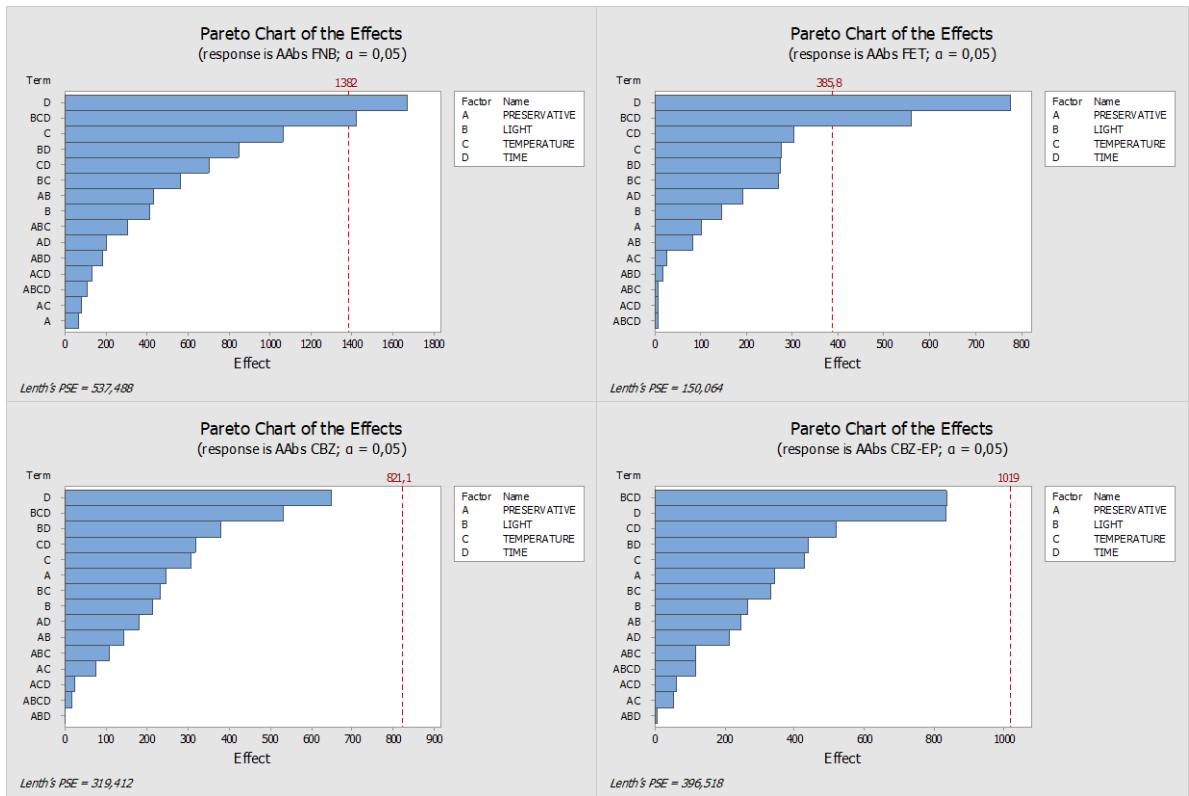 Pareto Chart of the Effects
(response is AAbs FNB; α = 0,05)
Term
1382
D
BCD
C
BD
CD
BC
AB
B
ABC
AD
ABD
ACD
ABCD
AC
A
0 200 400 600 800 1000 1200 1400 1600 1800
Effect
Factor Name
A PRESERVATIVE
B LIGHT
C TEMPERATURE
D TIME
Lenth's PSE = 537,488
Pareto Chart of the Effects
(response is AAbs FET; α = 0,05)
Term
385,8
D
BCD
CD
C
BD
BC
AD
B
A
AB
AC
ABD
ABC
ACD
ABCD
0 100 200 300 400 500 600 700 800
Effect
Factor Name
A PRESERVATIVE
B LIGHT
C TEMPERATURE
D TIME
Lenth's PSE = 150,064
Pareto Chart of the Effects
(response is AAbs CBZ; α = 0,05)
Term
821,1
D
BCD
BD
CD
C
A
BC
B
AD
AB
ABC
AC
ACD
ABCD
ABD
0 100 200 300 400 500 600 700 800 900
Effect
Factor Name
A PRESERVATIVE
B LIGHT
C TEMPERATURE
D TIME
Lenth's PSE = 319,412
Pareto Chart of the Effects
(response is AAbs CBZ-EP; α = 0,05)
Term
1019
BCD
D
CD
BD
C
A
BC
B
AB
AD
ABC
ABCD
ACD
AC
ABD
0 200 400 600 800 1000
Effect
Factor Name
A PRESERVATIVE
B LIGHT
C TEMPERATURE
D TIME
Lenth's PSE = 396,518